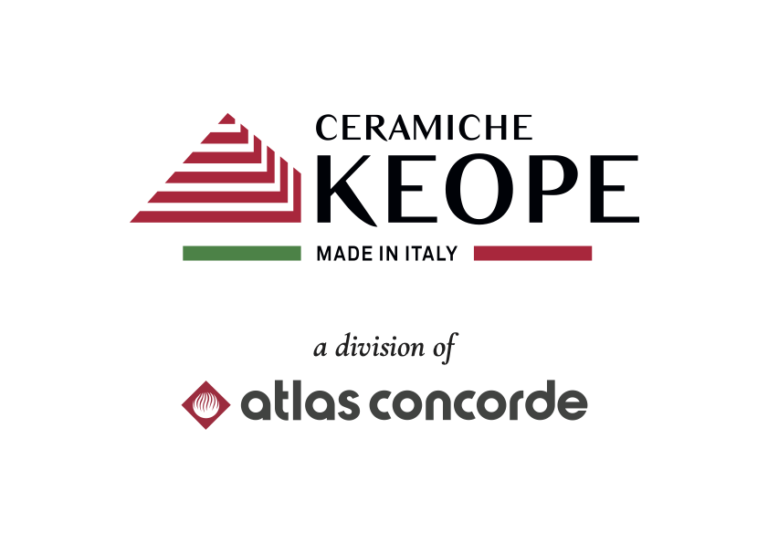 CERAMICHE
KEOPE
MADE IN ITALY
a division of
atlas concorde